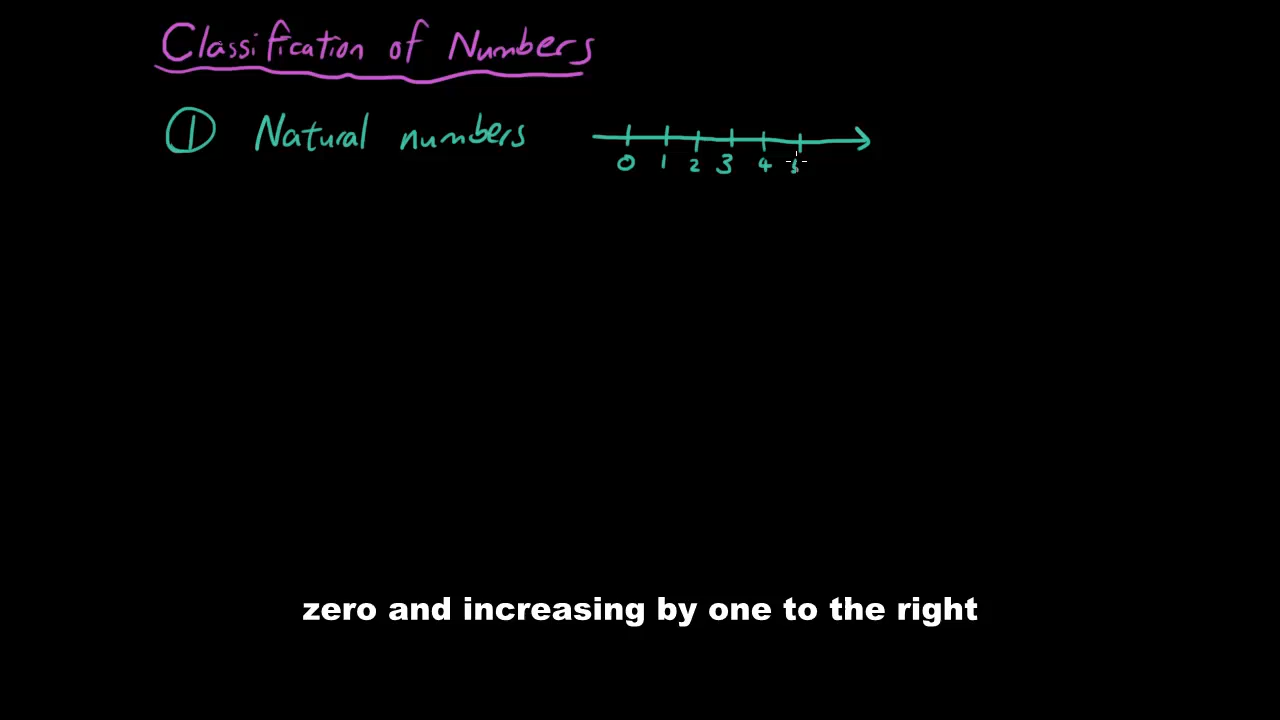 Classification of Numbers
① Natural numbers
0 1 2 3 4 5
zero and increasing by one to the right